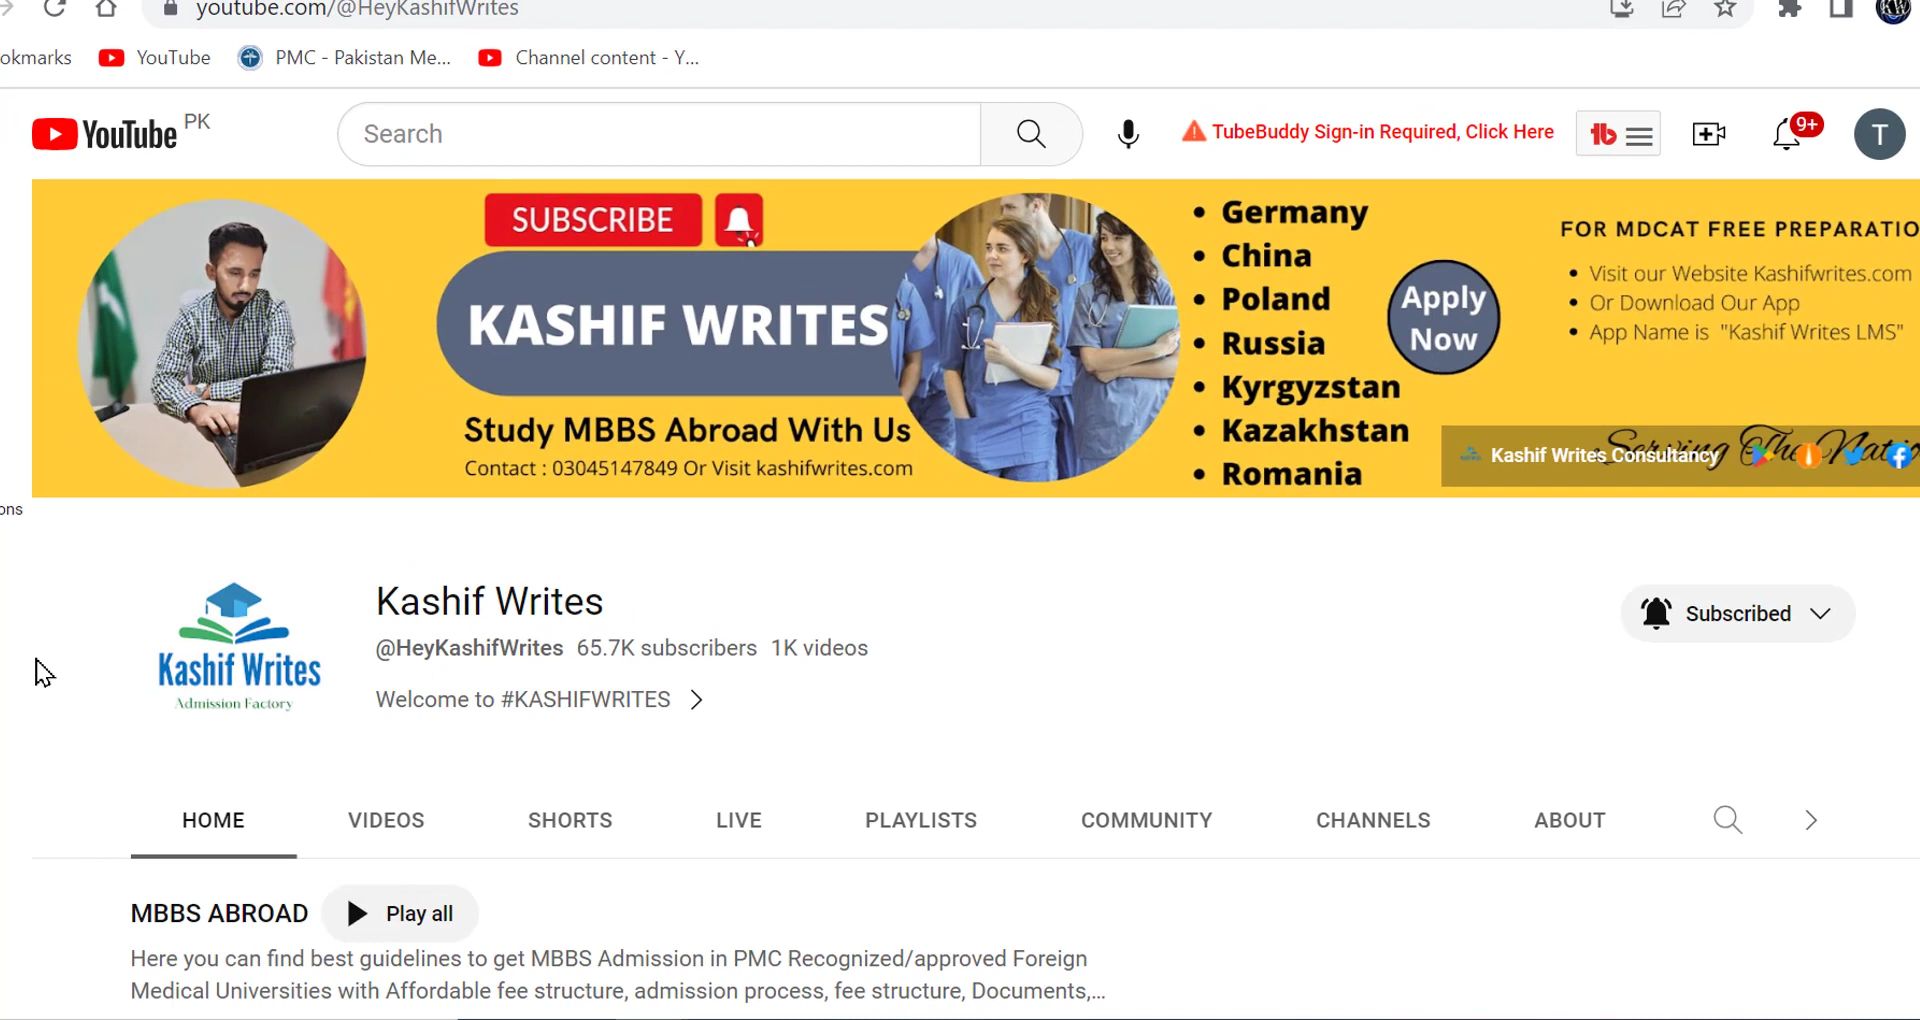 youtube.com/@HeyKashifWrites
KW
okmarks YouTube PMC - Pakistan Me... Channel content - Y...
YouTube PK Search TubeBuddy Sign-in Required, Click Here tb 9+ T
SUBSCRIBE
KASHIF WRITES
Study MBBS Abroad With Us
Contact : 03045147849 Or Visit kashifwrites.com
• Germany
• China
• Poland
• Russia
• Kyrgyzstan
• Kazakhstan
• Romania
Apply
Now
FOR MDCAT FREE PREPARATIO
• Visit our Website Kashifwrites.com
• Or Download Our App
• App Name is "Kashif Writes LMS"
Serving The Natio
Kashif Writes Consultancy
ons
Kashif Writes
Admission Factory
Kashif Writes
@HeyKashifWrites 65.7K subscribers 1K videos
Welcome to #KASHIFWRITES
Subscribed
HOME VIDEOS SHORTS LIVE PLAYLISTS COMMUNITY CHANNELS ABOUT
MBBS ABROAD Play all
Here you can find best guidelines to get MBBS Admission in PMC Recognized/approved Foreign
Medical Universities with Affordable fee structure, admission process, fee structure, Documents,...